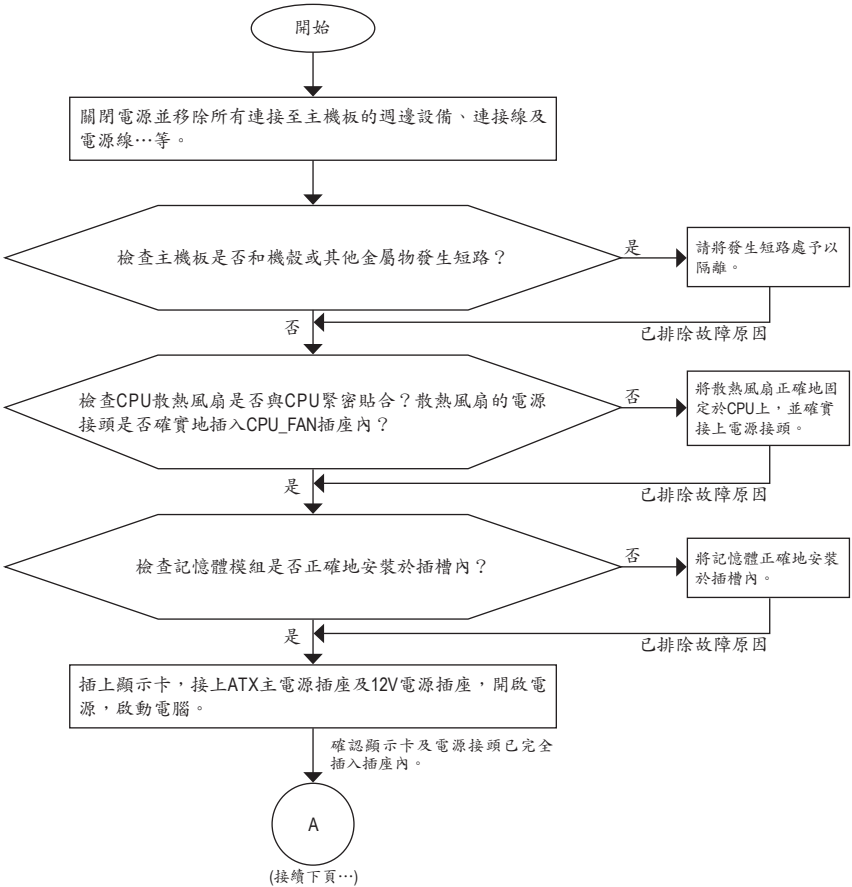 開始
關閉電源並移除所有連接至主機板的週邊設備、連接線及
電源線…等。
檢查主機板是否和機殼或其他金屬物發生短路？
是
請將發生短路處予以
隔離。
已排除故障原因
否
檢查CPU散熱風扇是否與CPU緊密貼合？散熱風扇的電源
接頭是否確實地插入CPU_FAN插座內？
否
將散熱風扇正確地固
定於CPU上，並確實
接上電源接頭。
已排除故障原因
是
檢查記憶體模組是否正確地安裝於插槽內？
否
將記憶體正確地安裝
於插槽內。
已排除故障原因
是
插上顯示卡，接上ATX主電源插座及12V電源插座，開啟電
源，啟動電腦。
確認顯示卡及電源接頭已完全
插入插座內。
A
(接續下頁…)